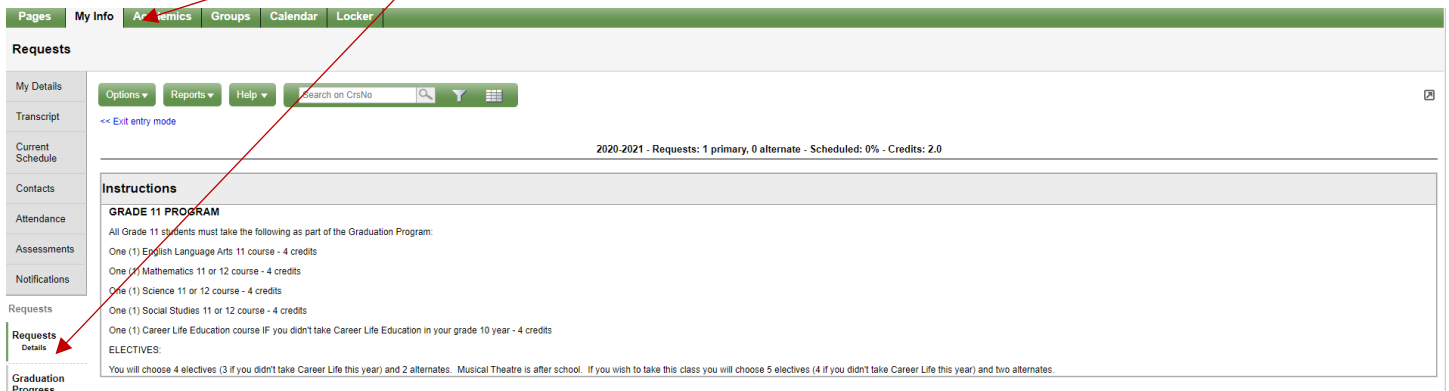 Pages My Info Academics Groups Calendar Locker
Requests
My Details
Transcript
Current
Schedule
Contacts
Attendance
Assessments
Notifications
Requests
Requests
Details
Graduation
Progress
Options Reports Help Search on CrsNo
<< Exit entry mode
2020-2021 - Requests: 1 primary, 0 alternate - Scheduled: 0% - Credits: 2.0
Instructions
GRADE 11 PROGRAM
All Grade 11 students must take the following as part of the Graduation Program:
One (1) English Language Arts 11 course - 4 credits
One (1) Mathematics 11 or 12 course - 4 credits
One (1) Science 11 or 12 course - 4 credits
One (1) Social Studies 11 or 12 course - 4 credits
One (1) Career Life Education course IF you didn't take Career Life Education in your grade 10 year - 4 credits
ELECTIVES:
You will choose 4 electives (3 if you didn't take Career Life this year) and 2 alternates. Musical Theatre is after school. If you wish to take this class you will choose 5 electives (4 if you didn't take Career Life this year) and two alternates.